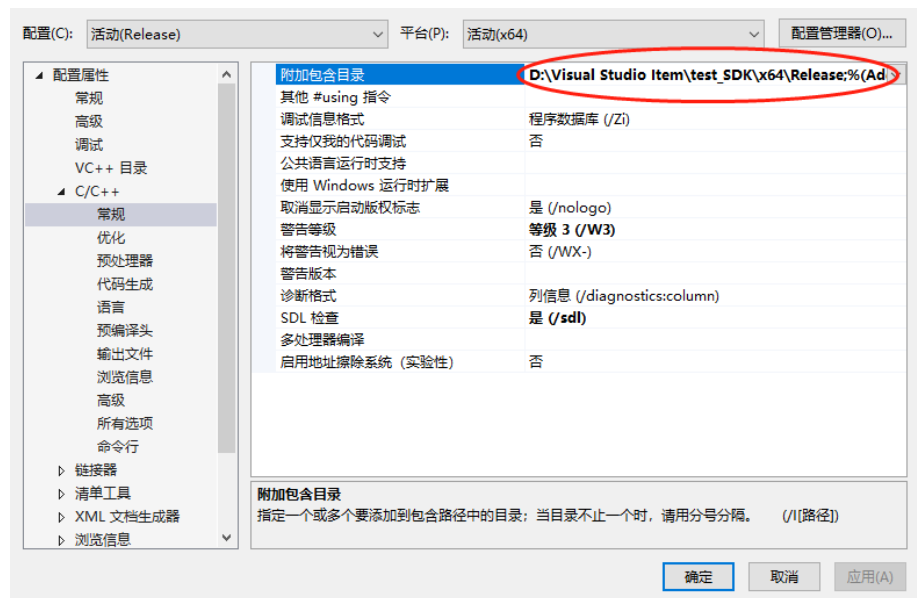 配置(C): 活动(Release) 平台(P): 活动(x64) 配置管理器(O)...
配置属性
常规
高级
调试
VC++ 目录
C/C++
常规
优化
预处理器
代码生成
语言
预编译头
输出文件
浏览信息
高级
所有选项
命令行
链接器
清单工具
XML 文档生成器
浏览信息
附加包含目录 D:\Visual Studio Item\test_SDK\x64\Release;%(Ad
其他 #using 指令
调试信息格式 程序数据库 (/Zi)
支持仅我的代码调试 否
公共语言运行时支持
使用 Windows 运行时扩展
取消显示启动版权标志 是 (/nologo)
警告等级 等级 3 (/W3)
将警告视为错误 否 (/WX-)
警告版本
诊断格式 列信息 (/diagnostics:column)
SDL 检查 是 (/sdl)
多处理器编译
启用地址擦除系统（实验性） 否
附加包含目录
指定一个或多个要添加到包含路径中的目录；当目录不止一个时，请用分号分隔。 (/I[路径])
确定 取消 应用(A)